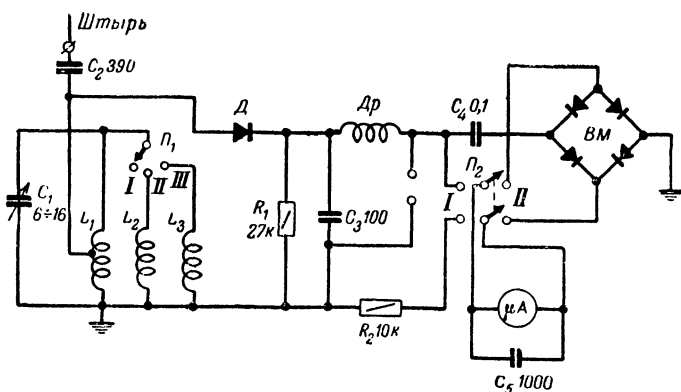 Штырь
C₂ 390
Д
Др
C₄ 0,1
Вм
П₁
I
II
III
П₂
I
II
C₁
6÷16
L₁
L₂
L₃
R₁
27к
C₃ 100
R₂ 10к
μA
C₅ 1000